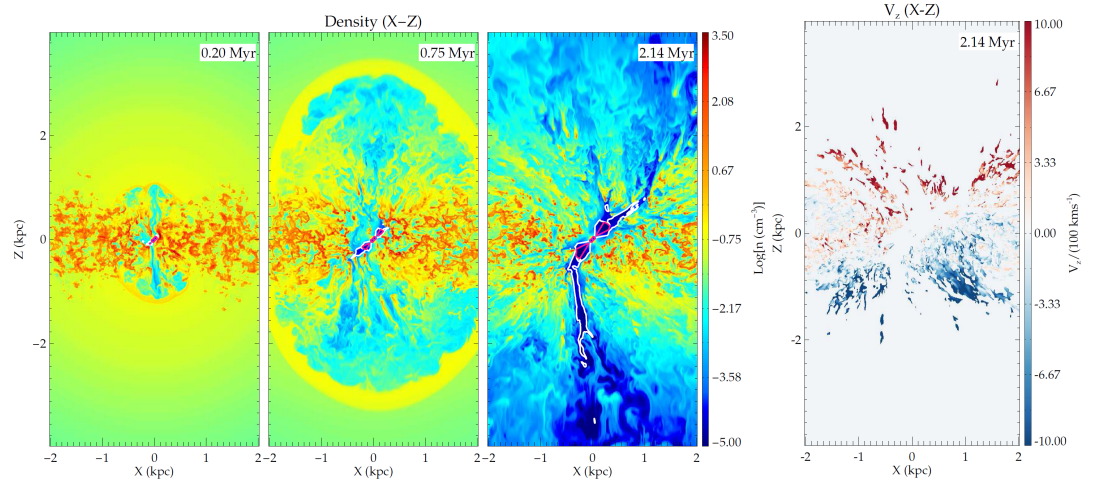 Density (X−Z)
V_z (X-Z)
0.20 Myr
0.75 Myr
2.14 Myr
2.14 Myr
Z (kpc)
2
0
−2
−2 −1 0 1 2
X (kpc)
−2 −1 0 1 2
X (kpc)
−2 −1 0 1 2
X (kpc)
3.50
2.08
0.67
−0.75
−2.17
−3.58
−5.00
Log[n (cm⁻³)]
Z (kpc)
2
0
-2
−2 −1 0 1 2
X (kpc)
10.00
6.67
3.33
0.00
−3.33
−6.67
−10.00
V_z/(100 kms⁻¹)